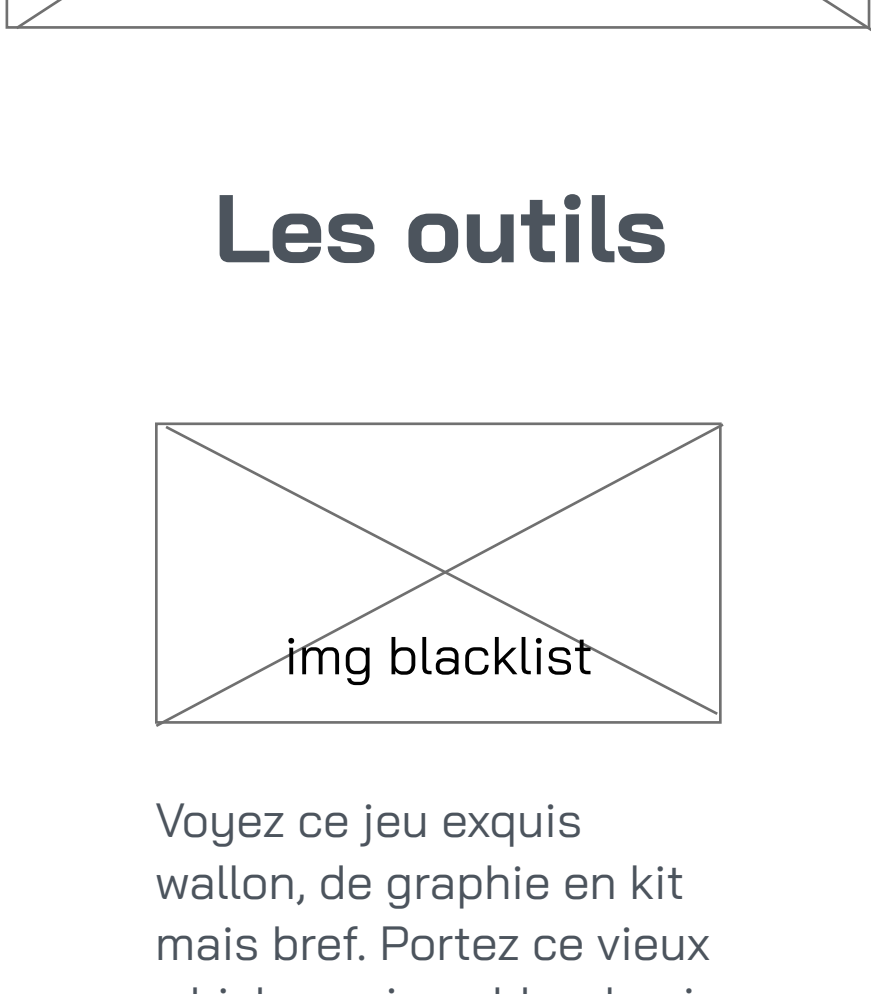 Les outils
img blacklist
Voyez ce jeu exquis
wallon, de graphie en kit
mais bref. Portez ce vieux